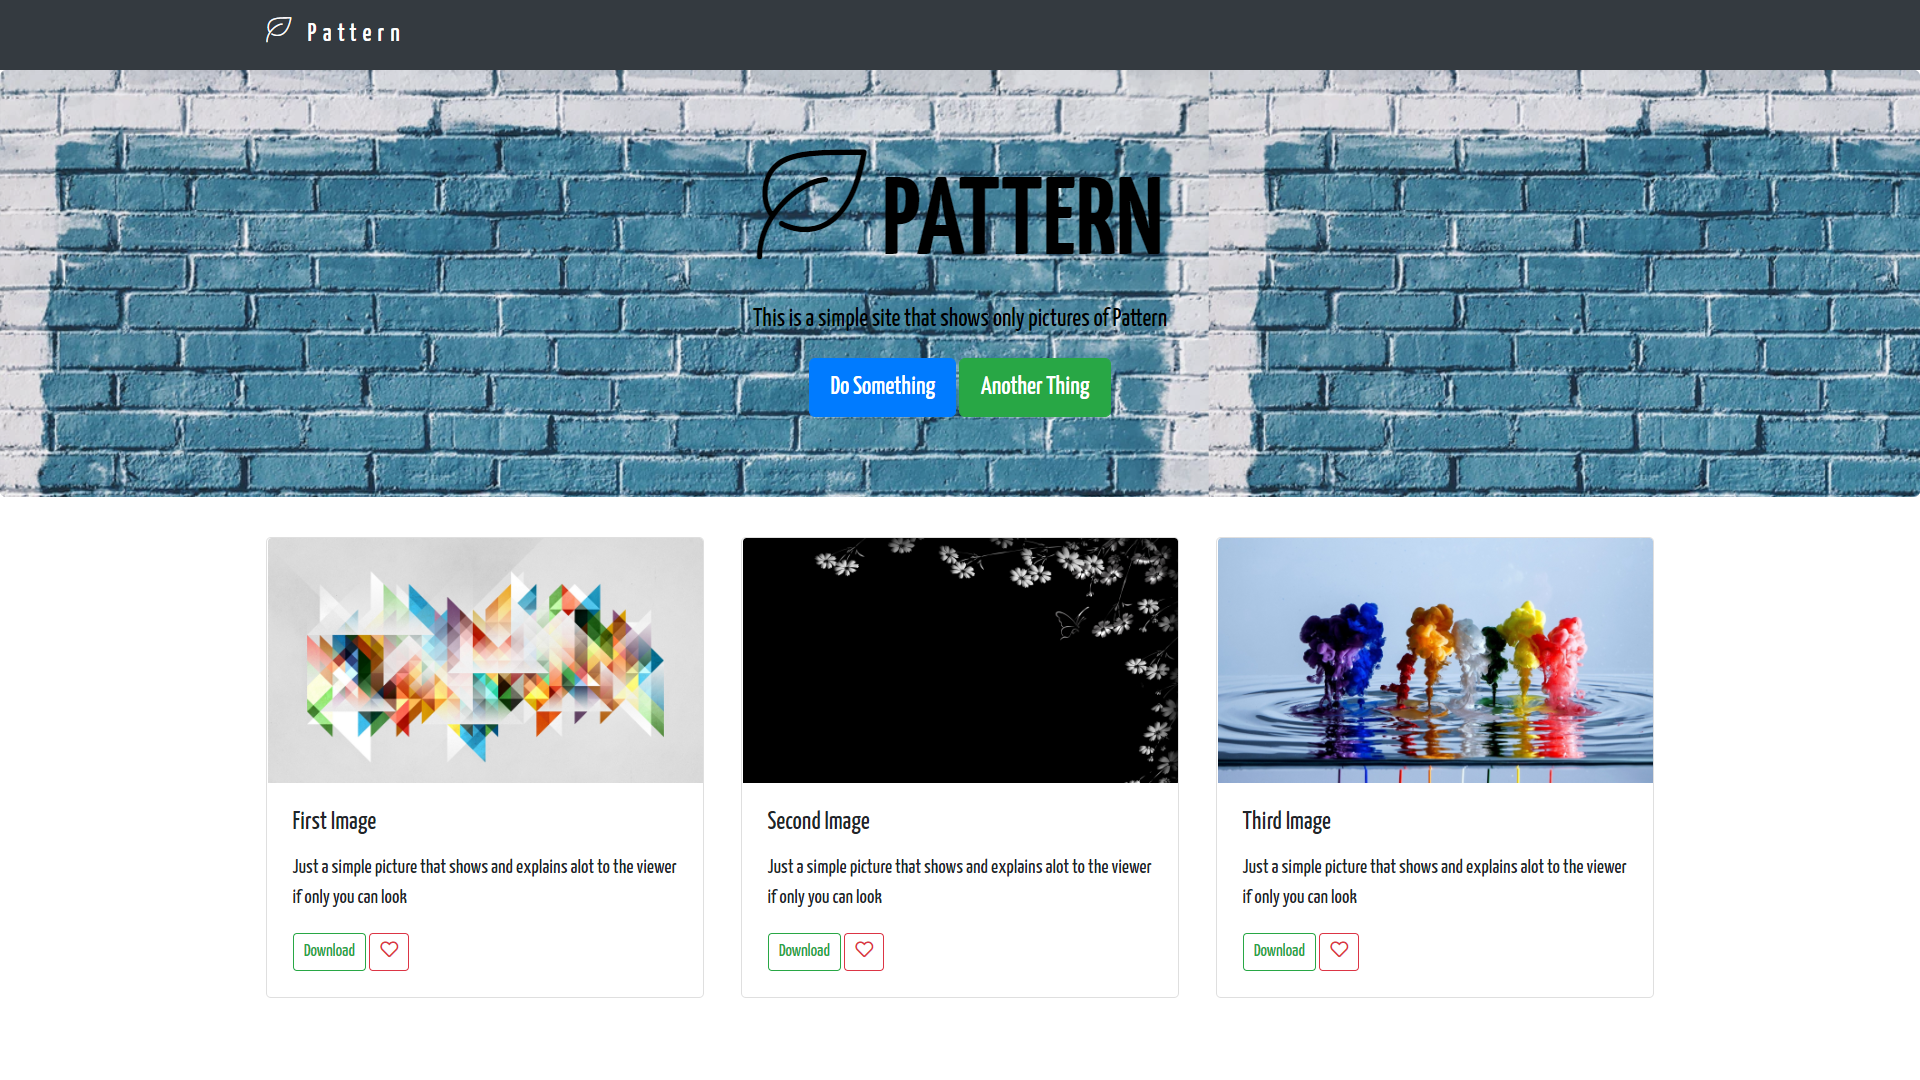 Pattern
PATTERN
This is a simple site that shows only pictures of Pattern
Do Something
Another Thing
First Image
Just a simple picture that shows and explains alot to the viewer
if only you can look
Download
Second Image
Just a simple picture that shows and explains alot to the viewer
if only you can look
Download
Third Image
Just a simple picture that shows and explains alot to the viewer
if only you can look
Download